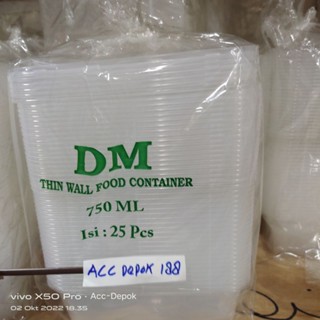 DM
THIN WALL FOOD CONTAINER
750 ML
Isi : 25 Pcs
ACC DEPOK 188
vivo X50 Pro · Acc-Depok
02 Okt 2022 18.35